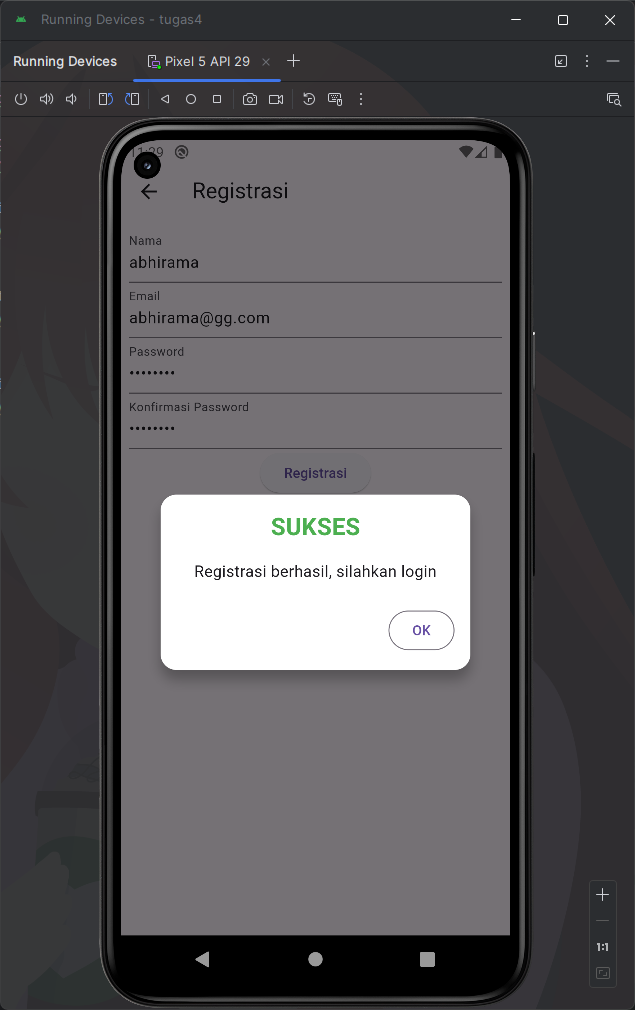 Running Devices - tugas4
Running Devices
Pixel 5 API 29
11:29
Registrasi
Nama
abhirama
Email
abhirama@gg.com
Password
••••••••
Konfirmasi Password
••••••••
Registrasi
SUKSES
Registrasi berhasil, silahkan login
OK
1:1